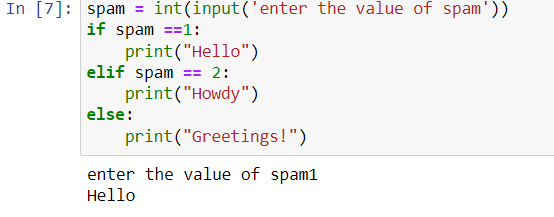 In [7]: spam = int(input('enter the value of spam'))
if spam ==1:
    print("Hello")
elif spam == 2:
    print("Howdy")
else:
    print("Greetings!")
enter the value of spam1
Hello